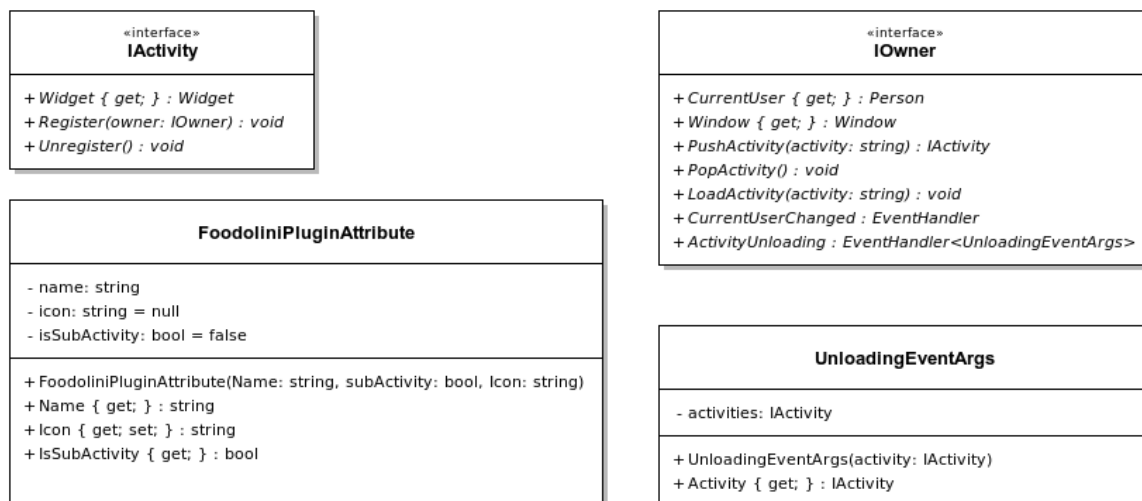 «interface»
IActivity
+ Widget { get; } : Widget
+ Register(owner: IOwner) : void
+ Unregister() : void
«interface»
IOwner
+ CurrentUser { get; } : Person
+ Window { get; } : Window
+ PushActivity(activity: string) : IActivity
+ PopActivity() : void
+ LoadActivity(activity: string) : void
+ CurrentUserChanged : EventHandler
+ ActivityUnloading : EventHandler<UnloadingEventArgs>
FoodoliniPluginAttribute
- name: string
- icon: string = null
- isSubActivity: bool = false
+ FoodoliniPluginAttribute(Name: string, subActivity: bool, Icon: string)
+ Name { get; } : string
+ Icon { get; set; } : string
+ IsSubActivity { get; } : bool
UnloadingEventArgs
- activities: IActivity
+ UnloadingEventArgs(activity: IActivity)
+ Activity { get; } : IActivity